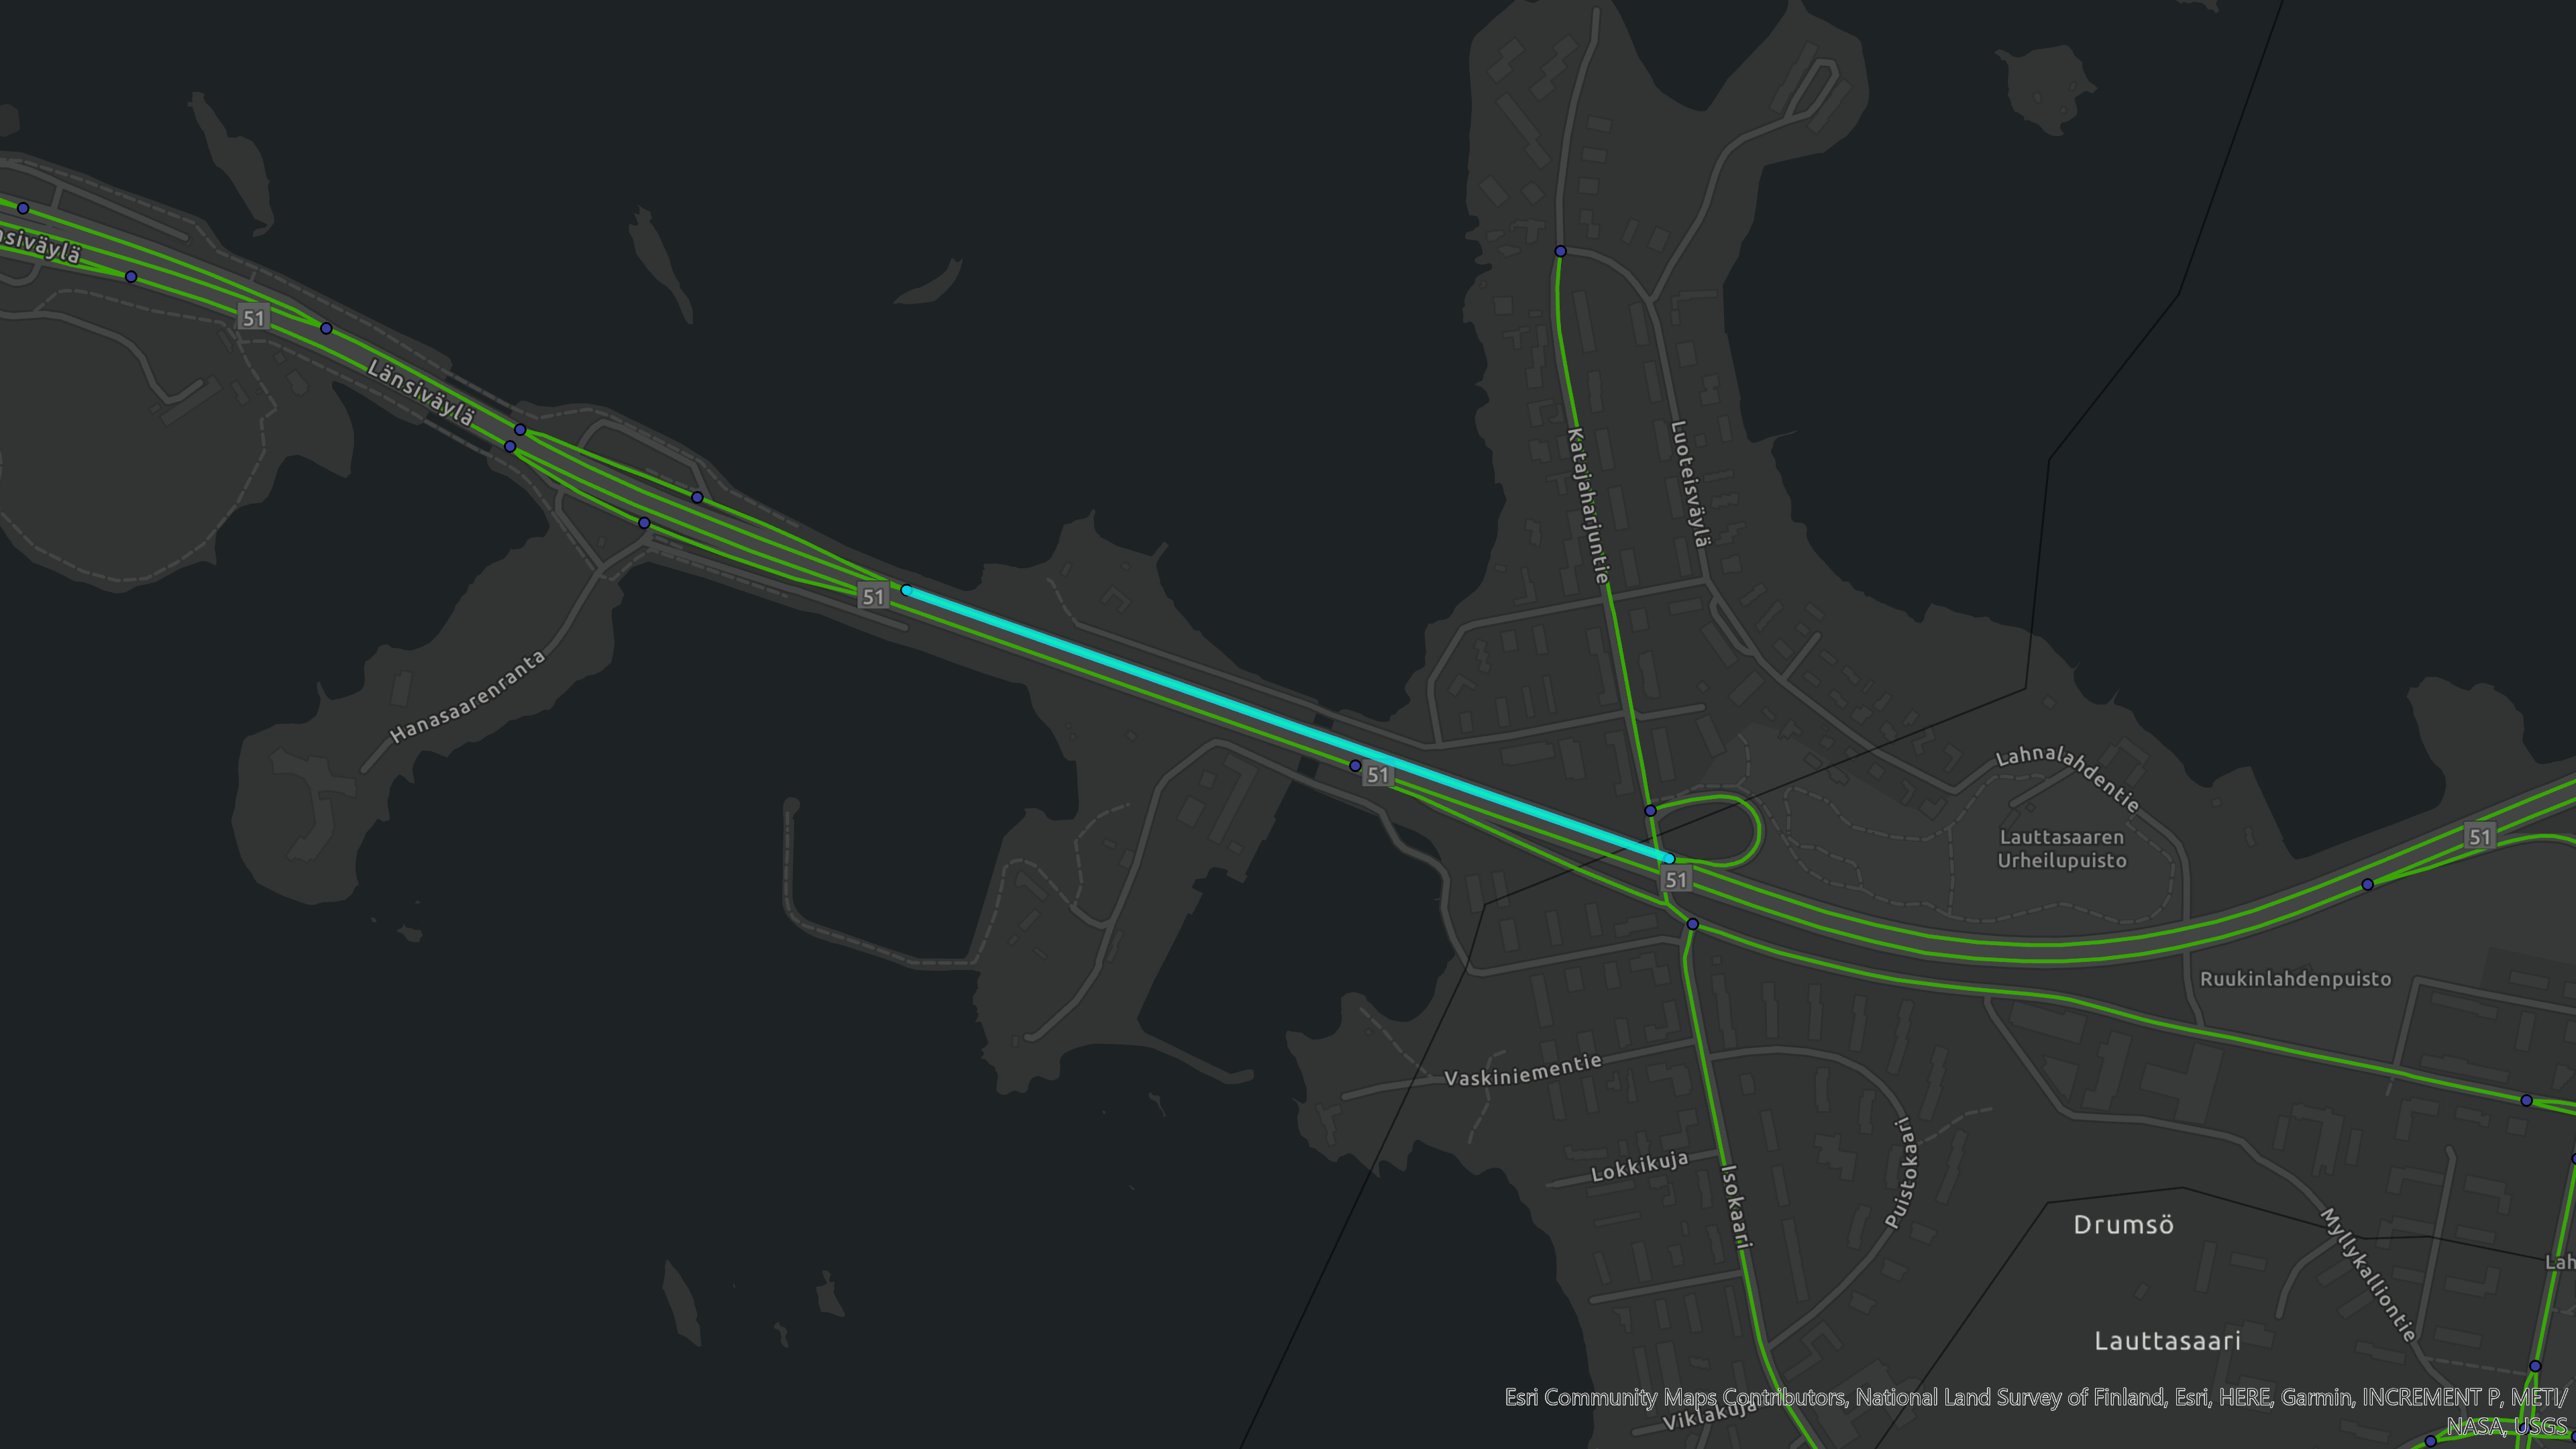 nsiväylä
51
Länsiväylä
Katajaharjuntie
Luoteisväylä
51
Hanasaarenranta
51
Lahnalahdentie
Lauttasaaren
Urheilupuisto
51
51
Ruukinlahdenpuisto
Vaskiniementie
Lokkikuja
Isokaari
Puistokaari
Drumsö
Myllykalliontie
Lah
Lauttasaari
Viklakuja
Esri Community Maps Contributors, National Land Survey of Finland, Esri, HERE, Garmin, INCREMENT P, METI/
NASA, USGS